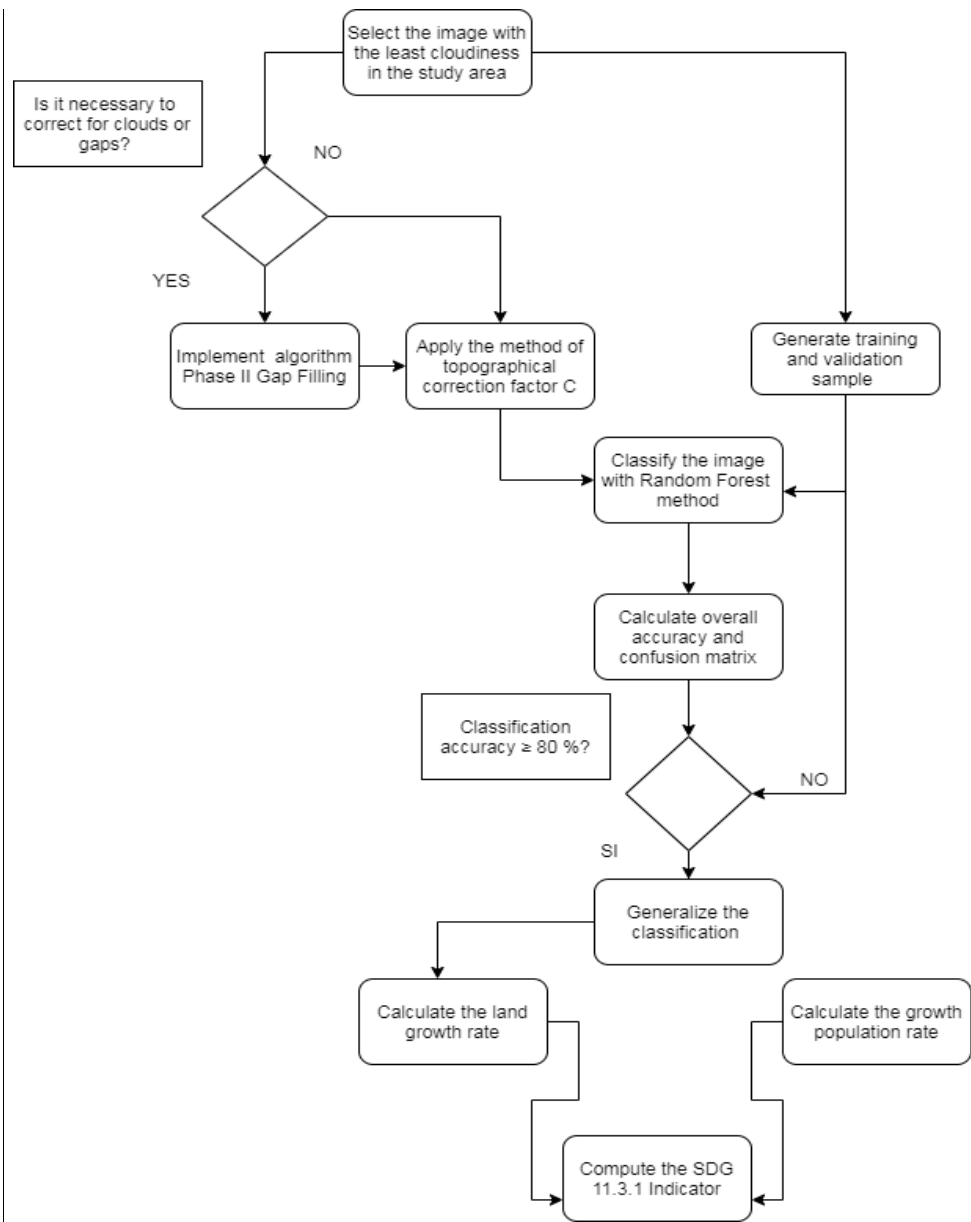 Select the image with
the least cloudiness
in the study area
Is it necessary to
correct for clouds or
gaps?
NO
YES
Implement algorithm
Phase II Gap Filling
Apply the method of
topographical
correction factor C
Generate training
and validation
sample
Classify the image
with Random Forest
method
Calculate overall
accuracy and
confusion matrix
Classification
accuracy ≥ 80 %?
NO
SI
Generalize the
classification
Calculate the land
growth rate
Calculate the growth
population rate
Compute the SDG
11.3.1 Indicator